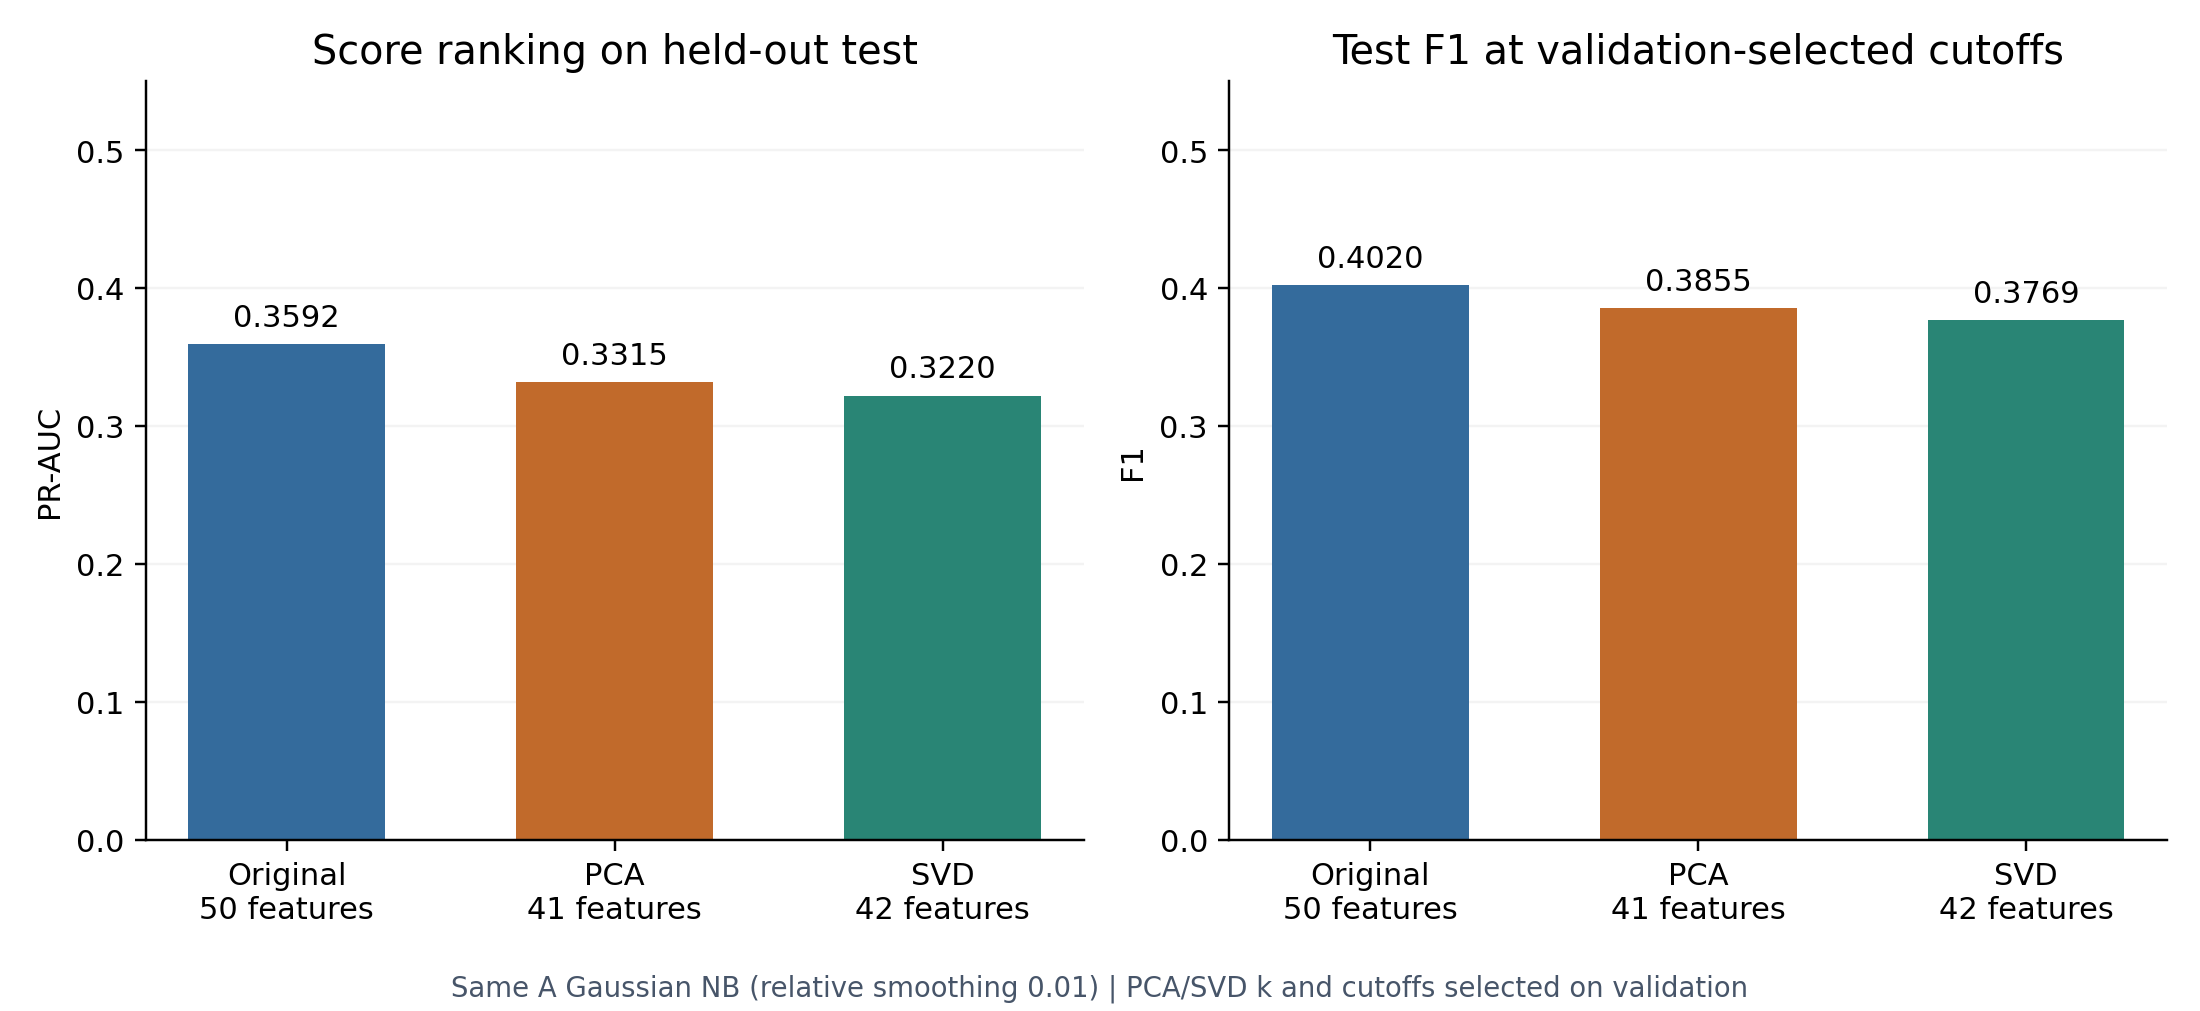 Score ranking on held-out test
PR-AUC
0.5
0.4
0.3
0.2
0.1
0.0
0.3592
0.3315
0.3220
Original
50 features
PCA
41 features
SVD
42 features
Test F1 at validation-selected cutoffs
F1
0.5
0.4
0.3
0.2
0.1
0.0
0.4020
0.3855
0.3769
Original
50 features
PCA
41 features
SVD
42 features
Same A Gaussian NB (relative smoothing 0.01) | PCA/SVD k and cutoffs selected on validation